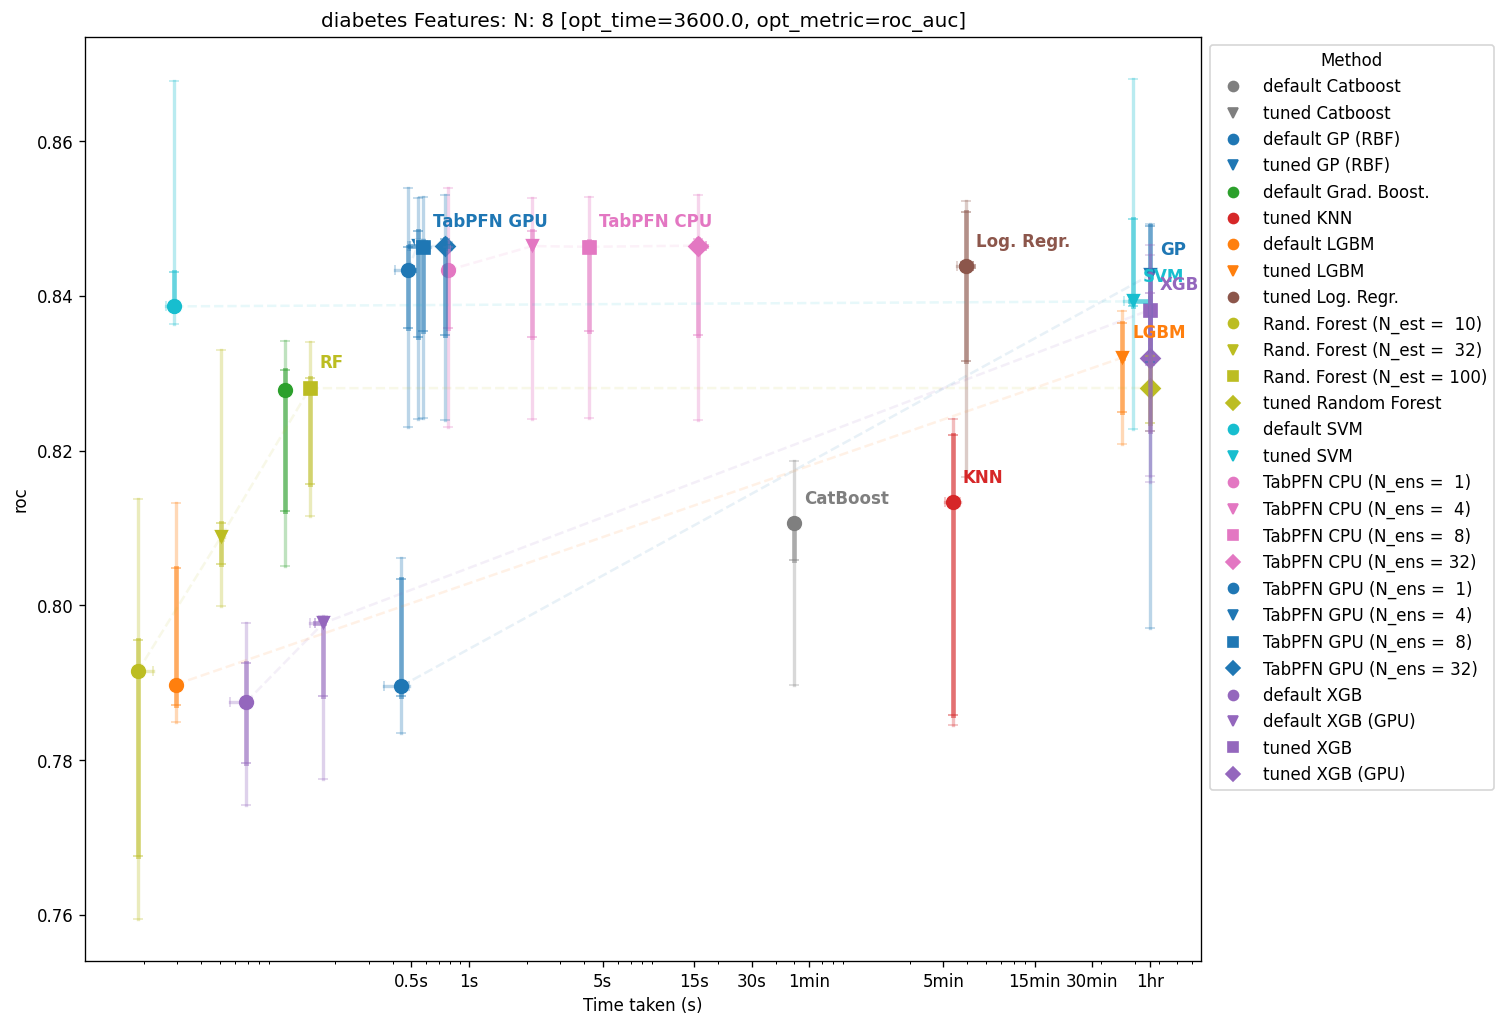 diabetes Features: N: 8 [opt_time=3600.0, opt_metric=roc_auc]
roc
0.86
0.84
0.82
0.80
0.78
0.76
TabPFN GPU
TabPFN CPU
Log. Regr.
GP
SVM
XGB
LGBM
RF
KNN
CatBoost
0.5s 1s 5s 15s 30s 1min 5min 15min 30min 1hr
Time taken (s)
Method
default Catboost
tuned Catboost
default GP (RBF)
tuned GP (RBF)
default Grad. Boost.
tuned KNN
default LGBM
tuned LGBM
tuned Log. Regr.
Rand. Forest (N_est =  10)
Rand. Forest (N_est =  32)
Rand. Forest (N_est = 100)
tuned Random Forest
default SVM
tuned SVM
TabPFN CPU (N_ens =  1)
TabPFN CPU (N_ens =  4)
TabPFN CPU (N_ens =  8)
TabPFN CPU (N_ens = 32)
TabPFN GPU (N_ens =  1)
TabPFN GPU (N_ens =  4)
TabPFN GPU (N_ens =  8)
TabPFN GPU (N_ens = 32)
default XGB
default XGB (GPU)
tuned XGB
tuned XGB (GPU)